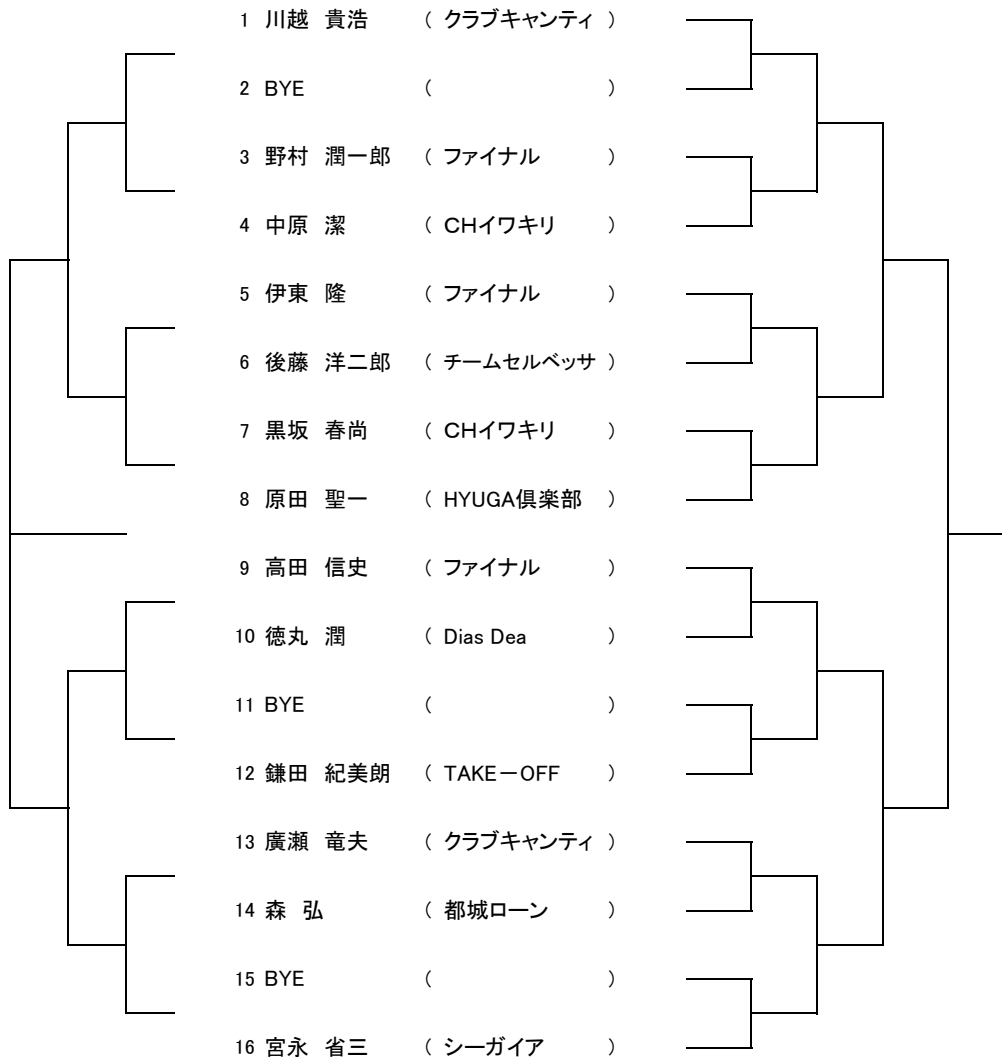 1 川越 貴浩 ( クラブキャンティ )
2 BYE ( )
3 野村 潤一郎 ( ファイナル )
4 中原 潔 ( CHイワキリ )
5 伊東 隆 ( ファイナル )
6 後藤 洋二郎 ( チームセルベッサ )
7 黒坂 春尚 ( CHイワキリ )
8 原田 聖一 ( HYUGA倶楽部 )
9 高田 信史 ( ファイナル )
10 徳丸 潤 ( Dias Dea )
11 BYE ( )
12 鎌田 紀美朗 ( TAKE－OFF )
13 廣瀬 竜夫 ( クラブキャンティ )
14 森 弘 ( 都城ローン )
15 BYE ( )
16 宮永 省三 ( シーガイア )